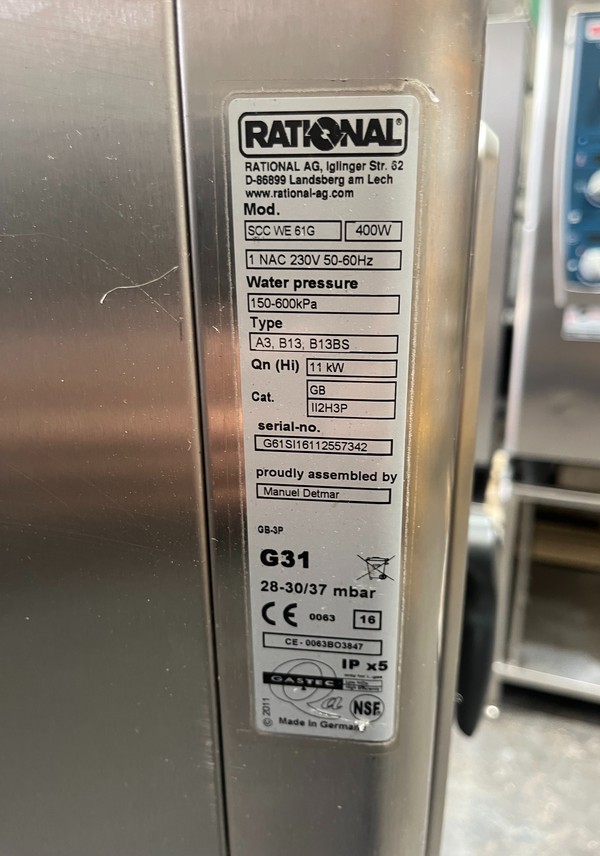 RATIONAL®
RATIONAL AG, Iglinger Str. 62
D-86899 Landsberg am Lech
www.rational-ag.com
Mod.
SCC WE 61G 400W
1 NAC 230V 50-60Hz
Water pressure
150-600kPa
Type
A3, B13, B13BS
Qn (Hi) 11 kW
Cat. GB
II2H3P
serial-no.
G61SI16112557342
proudly assembled by
Manuel Detmar
GB-3P
G31
28-30/37 mbar
CE 0063 16
CE-0063BO3847
IP x5
GASTEC
NSF
© 2011
Made in Germany